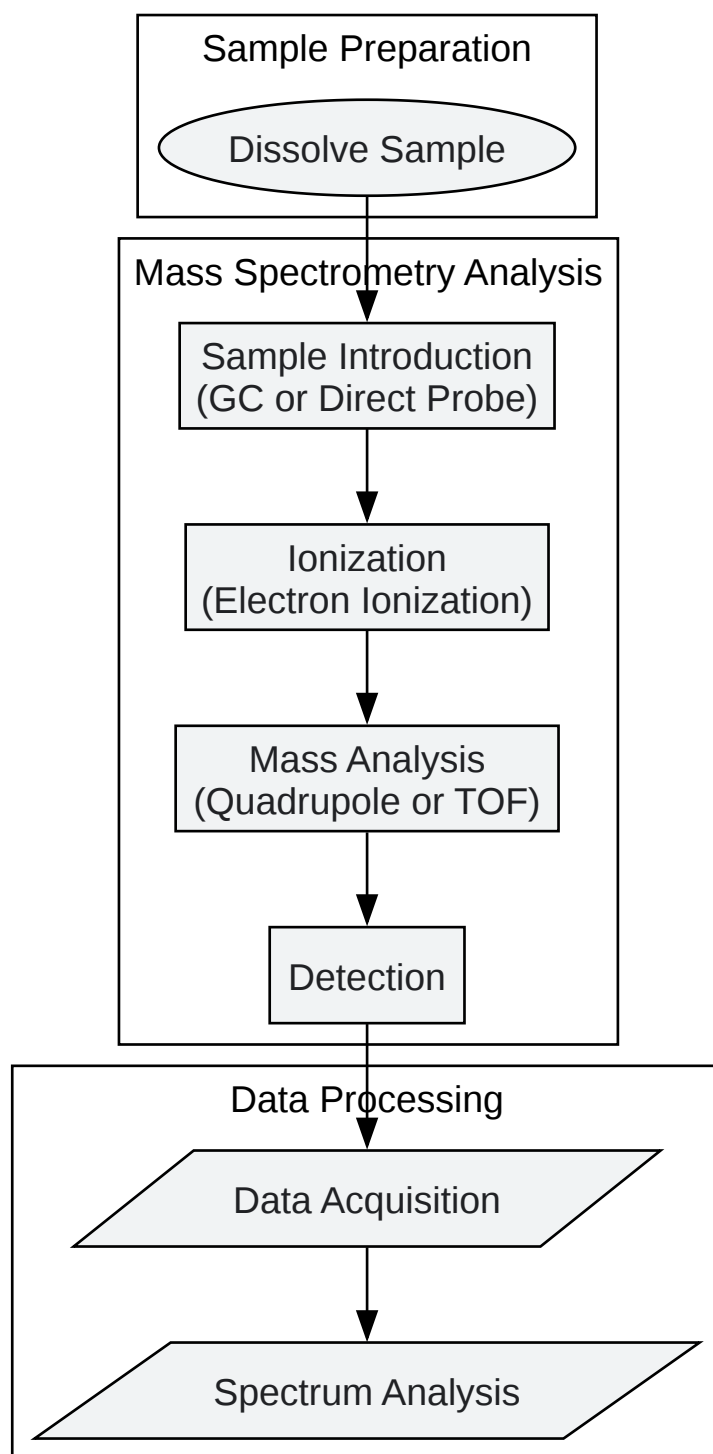 Sample Preparation
Dissolve Sample
Mass Spectrometry Analysis
Sample Introduction
(GC or Direct Probe)
Ionization
(Electron Ionization)
Mass Analysis
(Quadrupole or TOF)
Detection
Data Processing
Data Acquisition
Spectrum Analysis